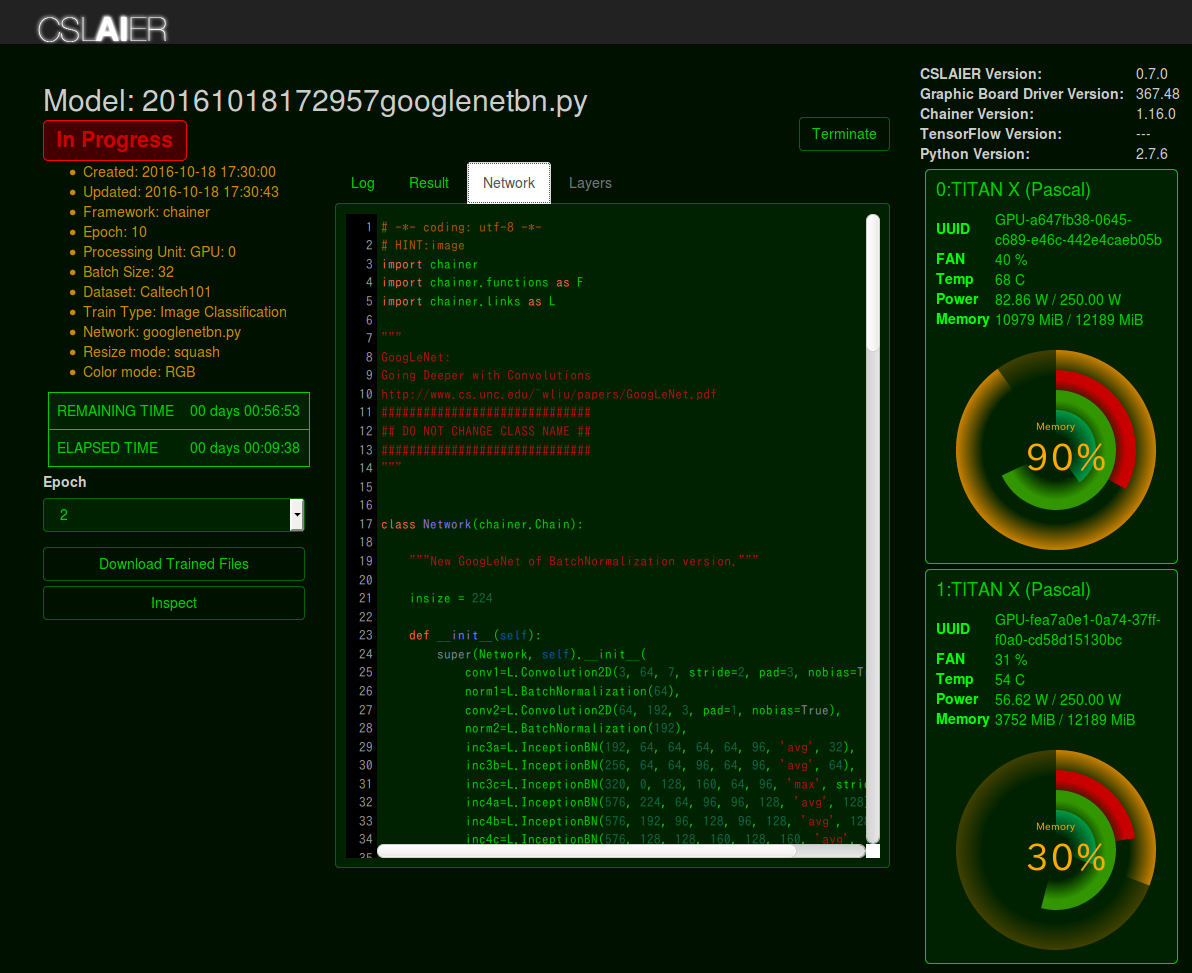 CSLAIER
Model: 20161018172957googlenetbn.py
In Progress
Created: 2016-10-18 17:30:00
Updated: 2016-10-18 17:30:43
Framework: chainer
Epoch: 10
Processing Unit: GPU: 0
Batch Size: 32
Dataset: Caltech101
Train Type: Image Classification
Network: googlenetbn.py
Resize mode: squash
Color mode: RGB
REMAINING TIME 00 days 00:56:53
ELAPSED TIME 00 days 00:09:38
Epoch
2
Download Trained Files
Inspect
Terminate
Log Result Network Layers
1 # -*- coding: utf-8 -*-
2 # HINT:image
3 import chainer
4 import chainer.functions as F
5 import chainer.links as L
6
7 """
8 GoogLeNet:
9 Going Deeper with Convolutions
10 http://www.cs.unc.edu/~wliu/papers/GoogLeNet.pdf
11 ##############################
12 ## DO NOT CHANGE CLASS NAME ##
13 ##############################
14 """
15
16
17 class Network(chainer.Chain):
18
19 """New GoogLeNet of BatchNormalization version."""
20
21 insize = 224
22
23 def __init__(self):
24 super(Network, self).__init__(
25 conv1=L.Convolution2D(3, 64, 7, stride=2, pad=3, nobias=T
26 norm1=L.BatchNormalization(64),
27 conv2=L.Convolution2D(64, 192, 3, pad=1, nobias=True),
28 norm2=L.BatchNormalization(192),
29 inc3a=L.InceptionBN(192, 64, 64, 64, 64, 96, 'avg', 32),
30 inc3b=L.InceptionBN(256, 64, 64, 96, 64, 96, 'avg', 64),
31 inc3c=L.InceptionBN(320, 0, 128, 160, 64, 96, 'max', stri
32 inc4a=L.InceptionBN(576, 224, 64, 96, 96, 128, 'avg', 128
33 inc4b=L.InceptionBN(576, 192, 96, 128, 96, 128, 'avg', 128
34 inc4c=L.InceptionBN(576, 128, 128, 160, 128, 160, 'avg',
35
CSLAIER Version: 0.7.0
Graphic Board Driver Version: 367.48
Chainer Version: 1.16.0
TensorFlow Version: ---
Python Version: 2.7.6
0:TITAN X (Pascal)
UUID GPU-a647fb38-0645-
c689-e46c-442e4caeb05b
FAN 40 %
Temp 68 C
Power 82.86 W / 250.00 W
Memory 10979 MiB / 12189 MiB
Memory
90%
1:TITAN X (Pascal)
UUID GPU-fea7a0e1-0a74-37ff-
f0a0-cd58d15130bc
FAN 31 %
Temp 54 C
Power 56.62 W / 250.00 W
Memory 3752 MiB / 12189 MiB
Memory
30%